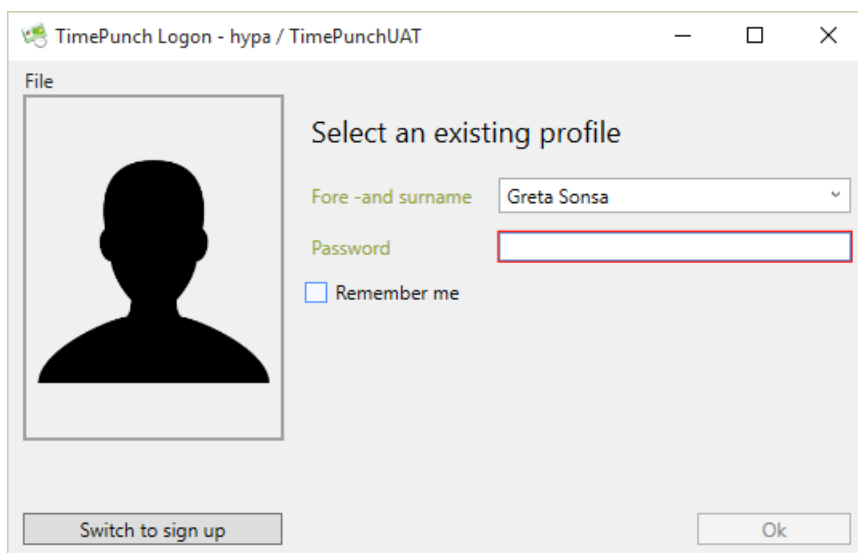 TimePunch Logon - hypa / TimePunchUAT
File
Select an existing profile
Fore -and surname Greta Sonsa
Password
Remember me
Switch to sign up Ok